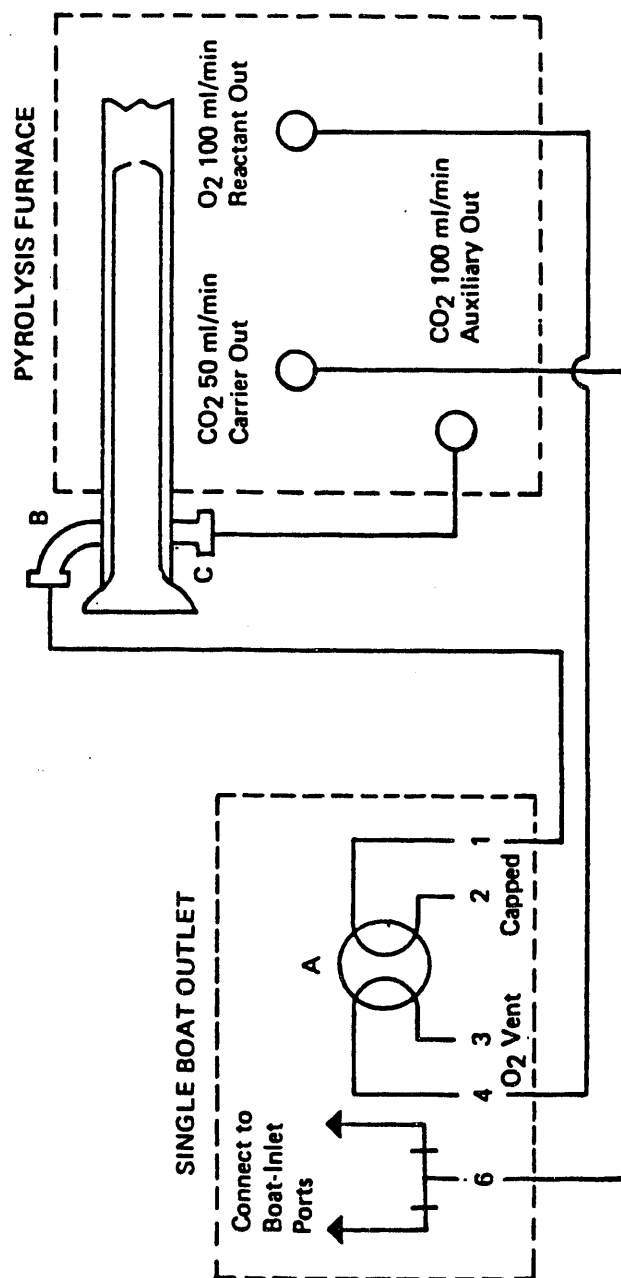 PYROLYSIS FURNACE
B
C
O2 100 ml/min
Reactant Out
CO2 50 ml/min
Carrier Out
CO2 100 ml/min
Auxiliary Out
SINGLE BOAT OUTLET
Connect to
Boat-Inlet
Ports
A
6 4 3 2 1
O2 Vent Capped